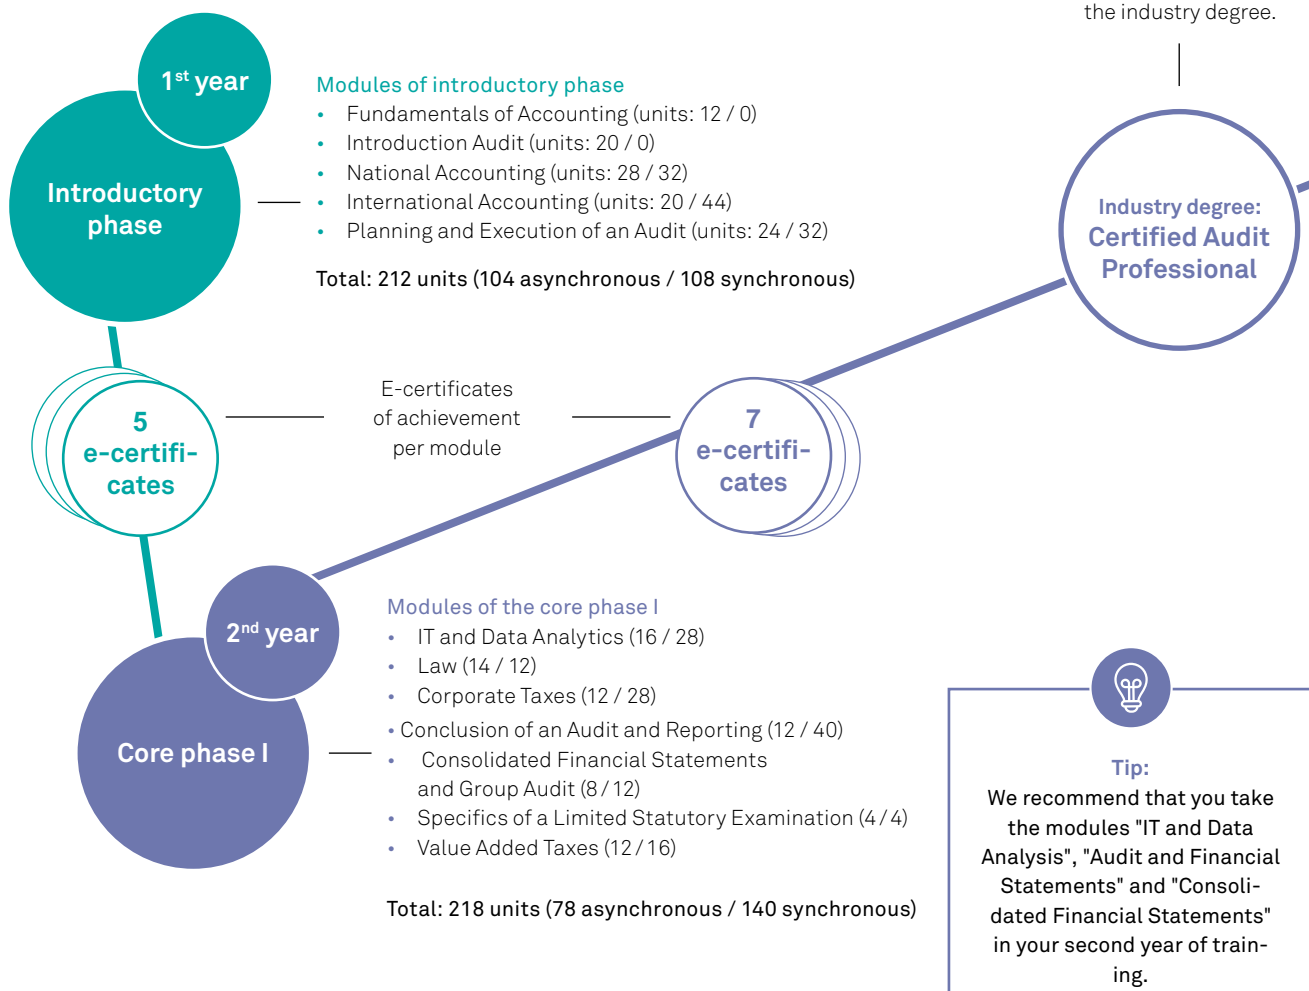 the industry degree.
1st year
Introductory
phase
Modules of introductory phase
• Fundamentals of Accounting (units: 12 / 0)
• Introduction Audit (units: 20 / 0)
• National Accounting (units: 28 / 32)
• International Accounting (units: 20 / 44)
• Planning and Execution of an Audit (units: 24 / 32)
Total: 212 units (104 asynchronous / 108 synchronous)
Industry degree:
Certified Audit
Professional
5
e-certifi-
cates
E-certificates
of achievement
per module
7
e-certifi-
cates
2nd year
Core phase I
Modules of the core phase I
• IT and Data Analytics (16 / 28)
• Law (14 / 12)
• Corporate Taxes (12 / 28)
• Conclusion of an Audit and Reporting (12 / 40)
• Consolidated Financial Statements
and Group Audit (8 / 12)
• Specifics of a Limited Statutory Examination (4 / 4)
• Value Added Taxes (12 / 16)
Total: 218 units (78 asynchronous / 140 synchronous)
Tip:
We recommend that you take
the modules "IT and Data
Analysis", "Audit and Financial
Statements" and "Consoli-
dated Financial Statements"
in your second year of train-
ing.